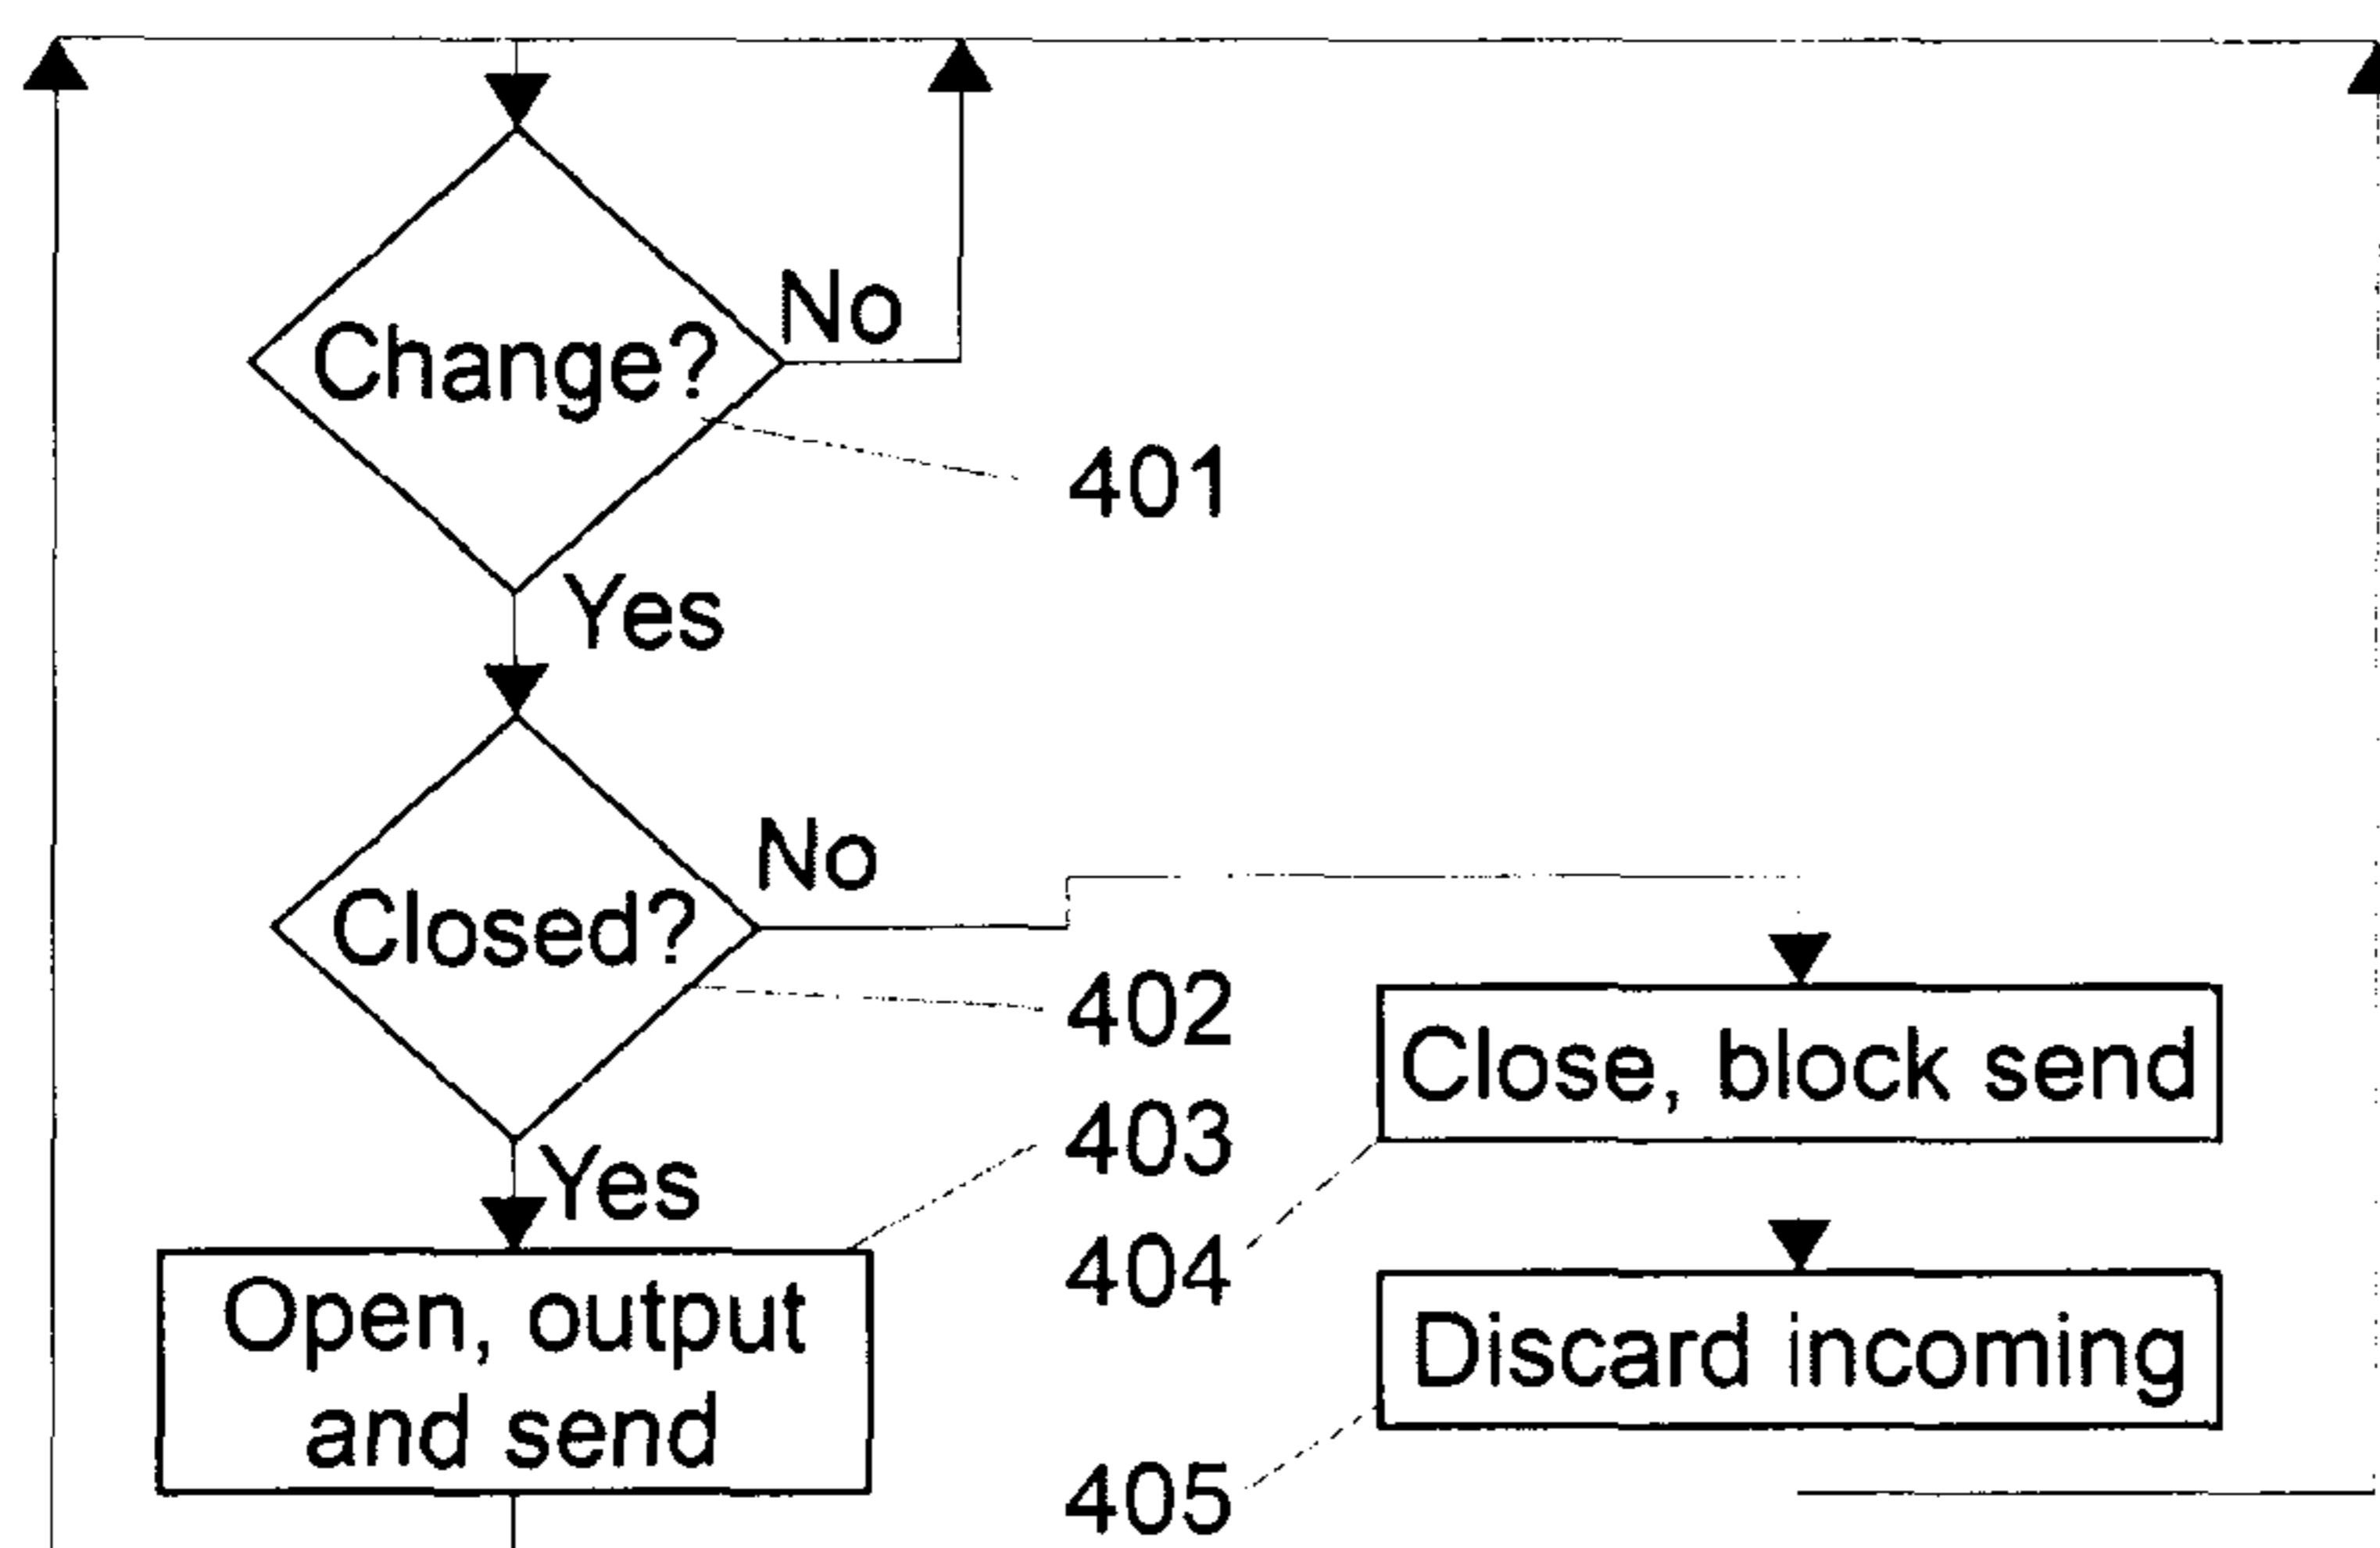 No
Change?
401
Yes
No
Closed?
402
Close, block send
403
Yes
404
Open, output
and send
Discard incoming
405